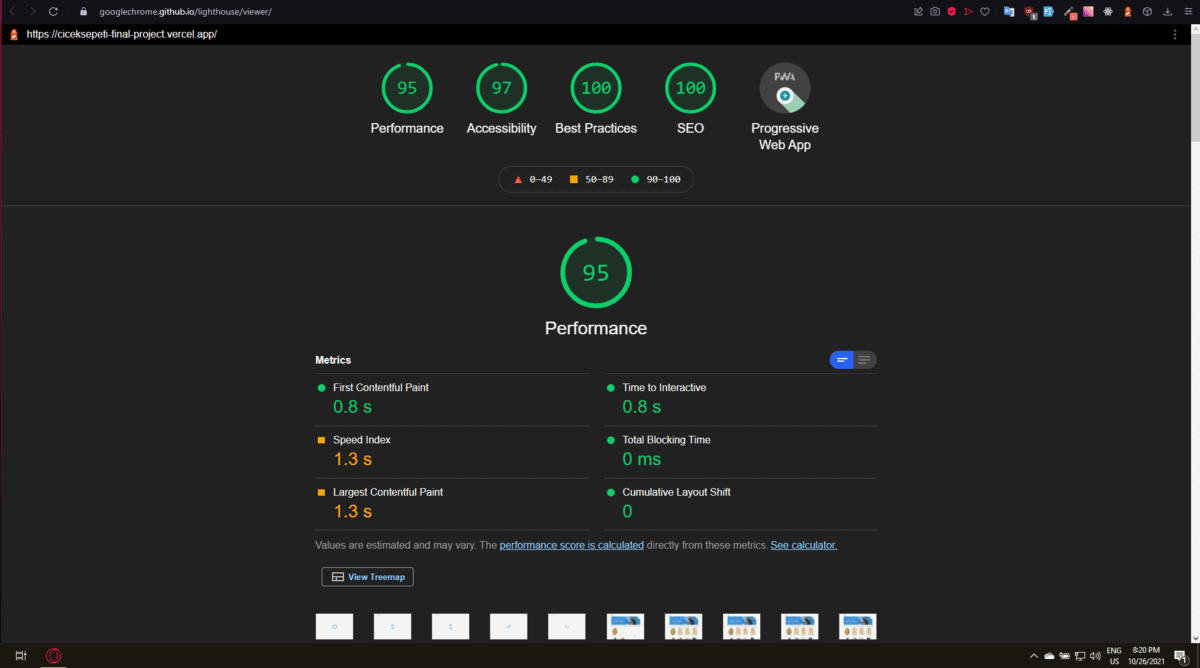 googlechrome.github.io/lighthouse/viewer/
https://ciceksepeti-final-project.vercel.app/
95 97 100 100 PWA
Performance Accessibility Best Practices SEO Progressive
Web App
0–49 50–89 90–100
95
Performance
Metrics
First Contentful Paint
0.8 s
Time to Interactive
0.8 s
Speed Index
1.3 s
Total Blocking Time
0 ms
Largest Contentful Paint
1.3 s
Cumulative Layout Shift
0
Values are estimated and may vary. The performance score is calculated directly from these metrics. See calculator.
View Treemap
ENG 8:20 PM
US 10/26/2021